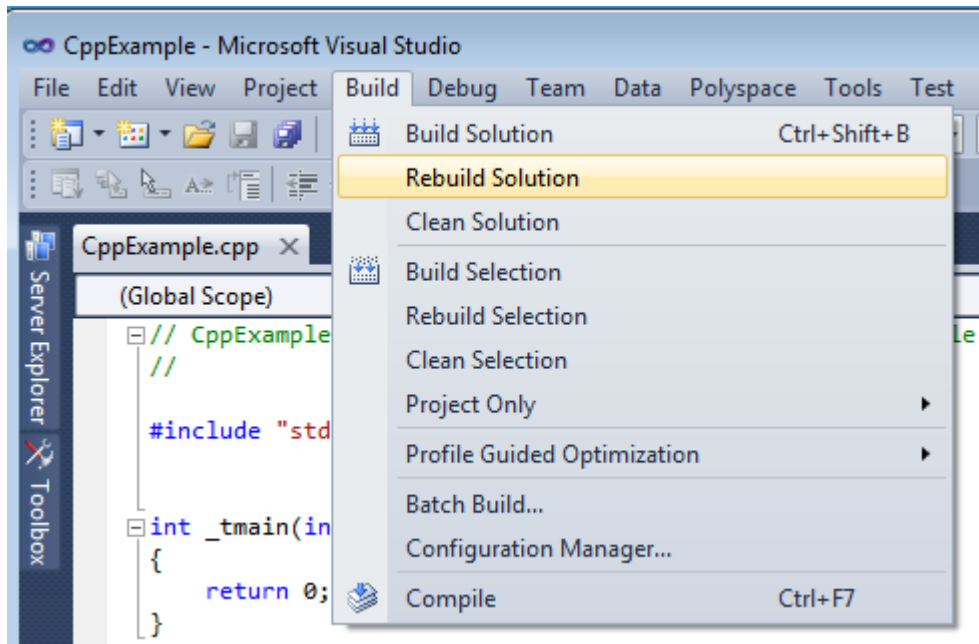 CppExample - Microsoft Visual Studio
File Edit View Project Build Debug Team Data Polyspace Tools Test
Build Solution Ctrl+Shift+B
Rebuild Solution
Clean Solution
Build Selection
Rebuild Selection
Clean Selection
Project Only
Profile Guided Optimization
Batch Build...
Configuration Manager...
Compile Ctrl+F7
Server Explorer
Toolbox
CppExample.cpp
(Global Scope)
// CppExample
//
#include "std
int _tmain(in
{
return 0;
}